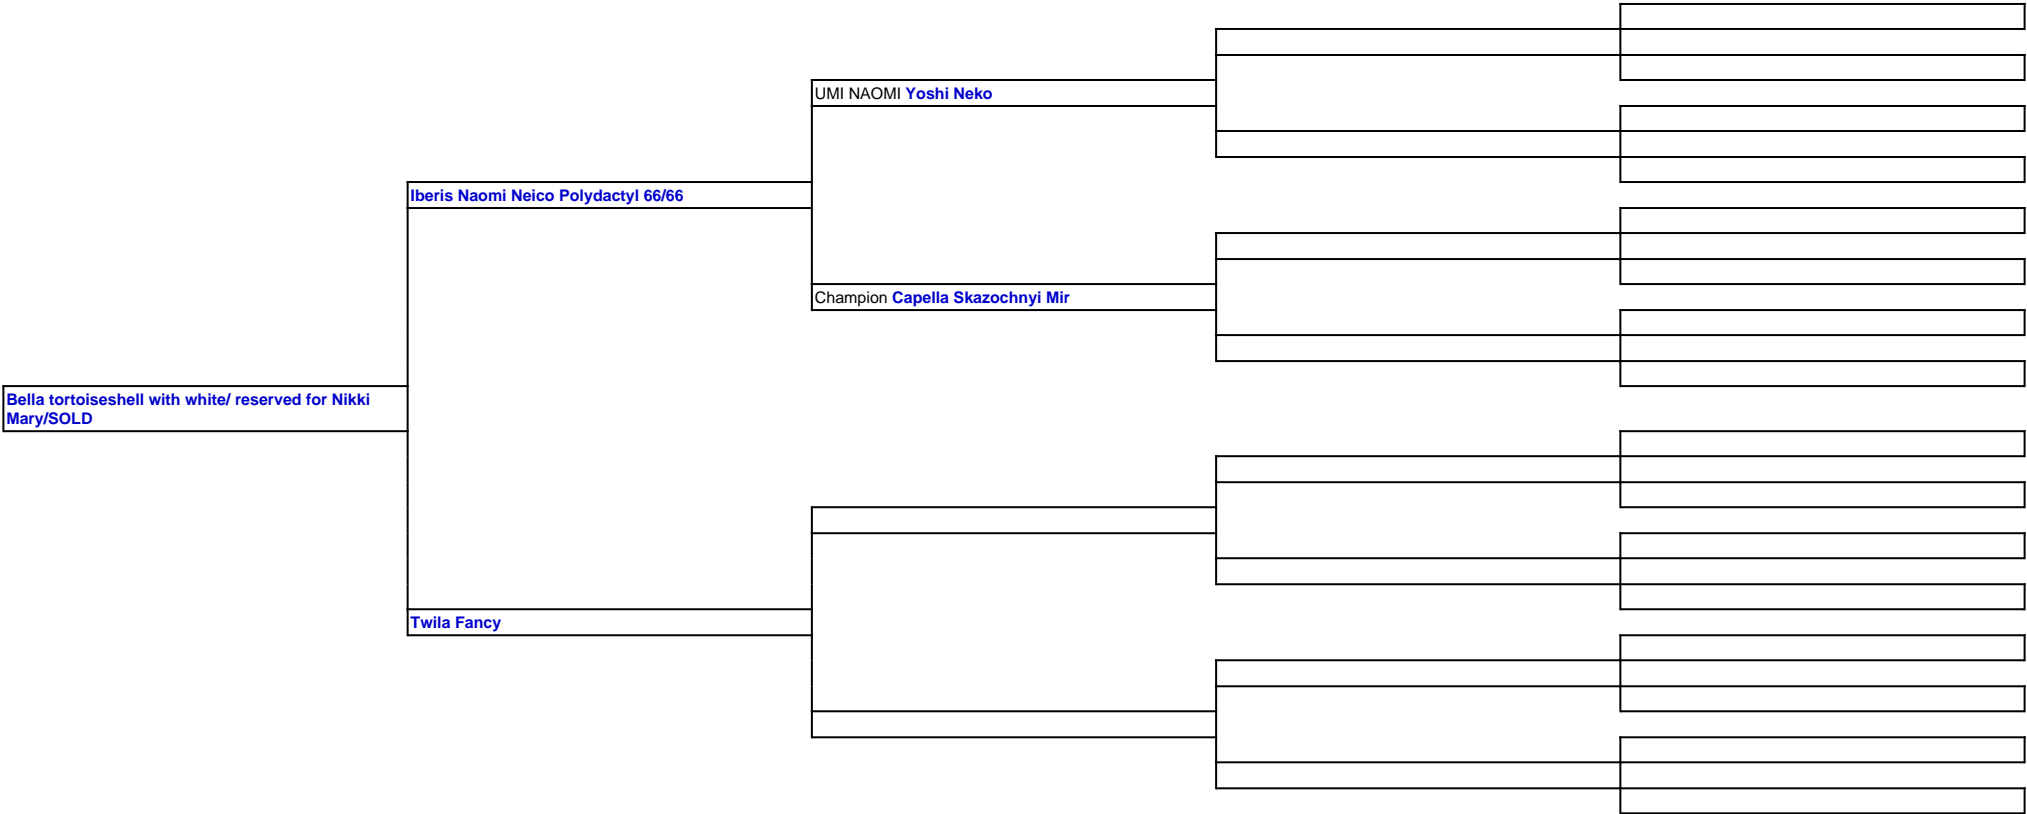 UMI NAOMI Yoshi Neko
Iberis Naomi Neico Polydactyl 66/66
Champion Capella Skazochnyi Mir
Bella tortoiseshell with white/ reserved for Nikki
Mary/SOLD
Twila Fancy